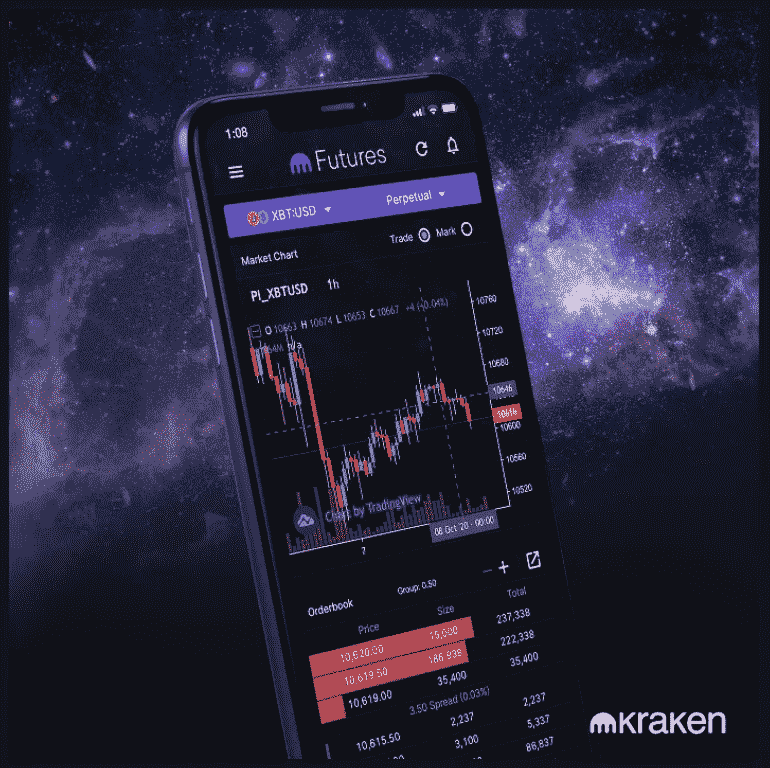 1:08
Futures
XBT:USD Perpetual
Market Chart Trade Mark
PI_XBTUSD 1h
O 10663 H 10674 L 10653 C 10667 +4 (+0.04%)
n/a
10760
10720
10680
10646
10616
10600
10560
10520
Chart by TradingView
08 Oct '20 - 00:00
7
Orderbook Group: 0.50
Price Size Total
10,620.00 15,000 237,338
10,619.50 186,938 222,338
10,619.00 35,400 35,400
3.50 Spread (0.03%)
10,615.50 2,237 2,237
3,100 5,337
86,837
kraken